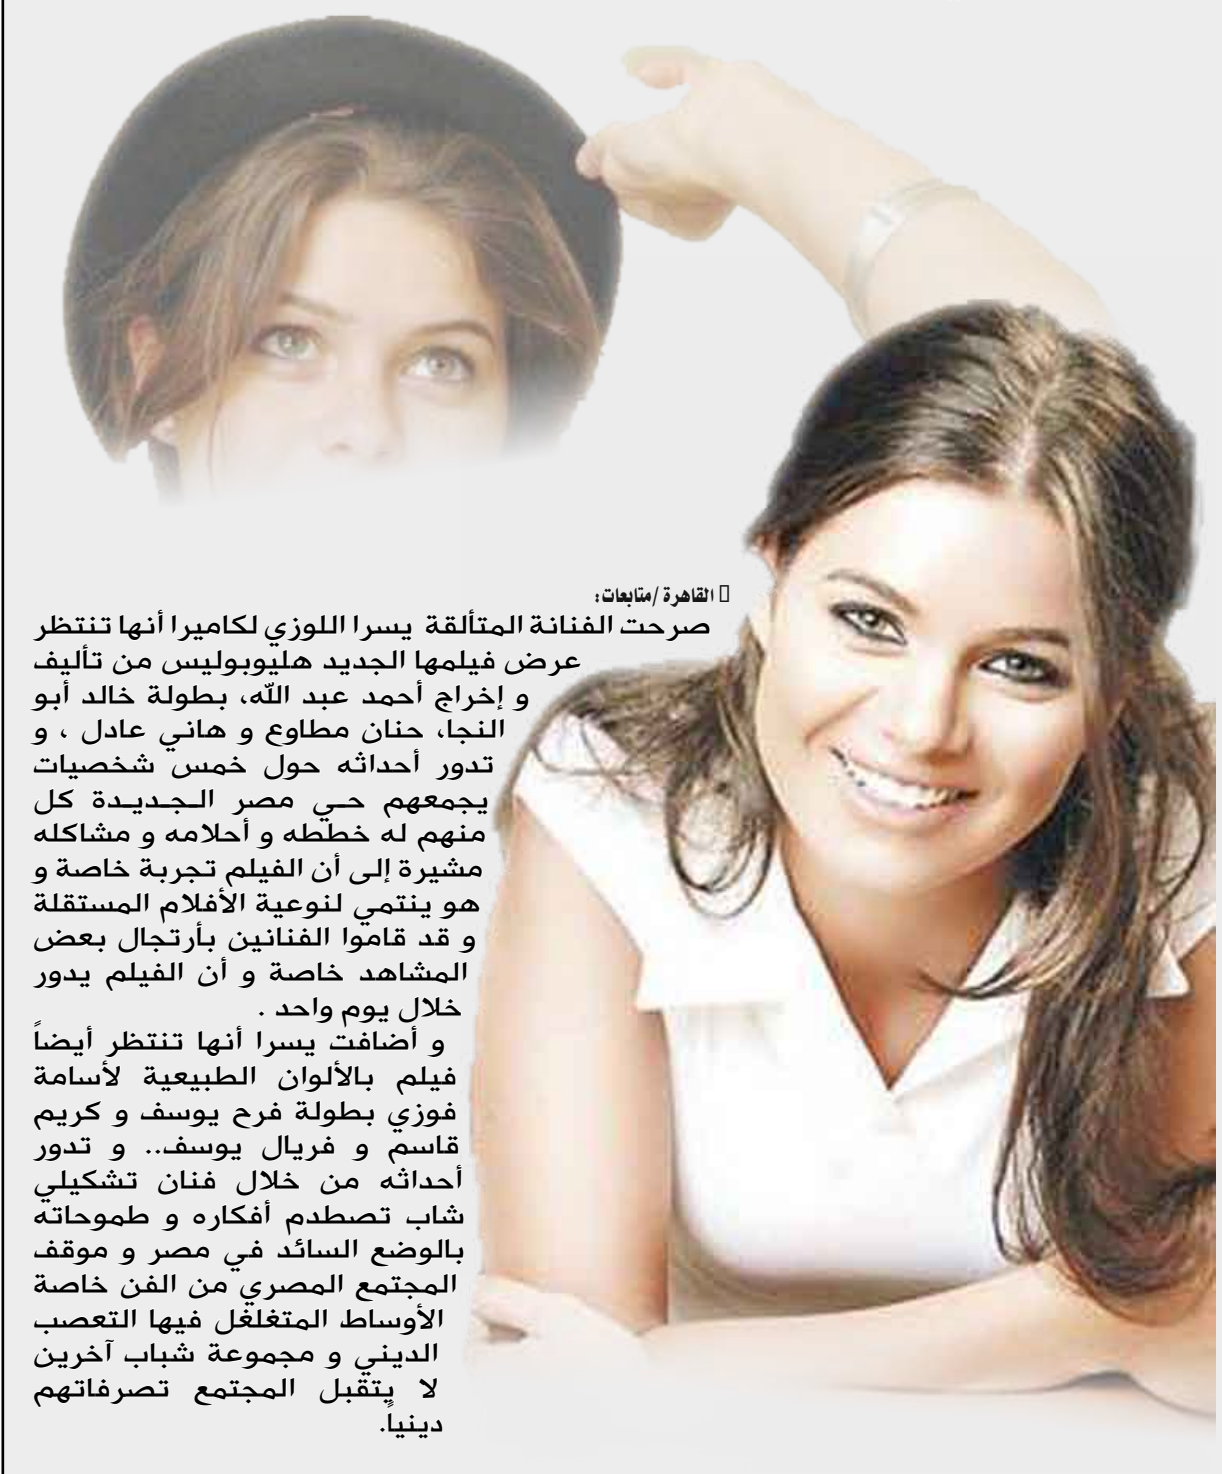 القاهرة /متابعات:
صرحت الفنانة المتألقة يسرا اللوزي لكاميرا أنها تنتظر
عرض فيلمها الجديد هليوبوليس من تأليف
و إخراج أحمد عبد الله، بطولة خالد أبو
النجا، حنان مطاوع و هاني عادل ، و
تدور أحداثه حول خمس شخصيات
يجمعهم حي مصر الجديدة كل
منهم له خططه و أحلامه و مشاكله
مشيرة إلى أن الفيلم تجربة خاصة و
هو ينتمي لنوعية الأفلام المستقلة
و قد قاموا الفنانين بأرتجال بعض
المشاهد خاصة و أن الفيلم يدور
خلال يوم واحد .
و أضافت يسرا أنها تنتظر أيضاً
فيلم بالألوان الطبيعية لأسامة
فوزي بطولة فرح يوسف و كريم
قاسم و فريال يوسف.. و تدور
أحداثه من خلال فنان تشكيلي
شاب تصطدم أفكاره و طموحاته
بالوضع السائد في مصر و موقف
المجتمع المصري من الفن خاصة
الأوساط المتغلغل فيها التعصب
الديني و مجموعة شباب آخرين
لا يتقبل المجتمع تصرفاتهم
دينياً.